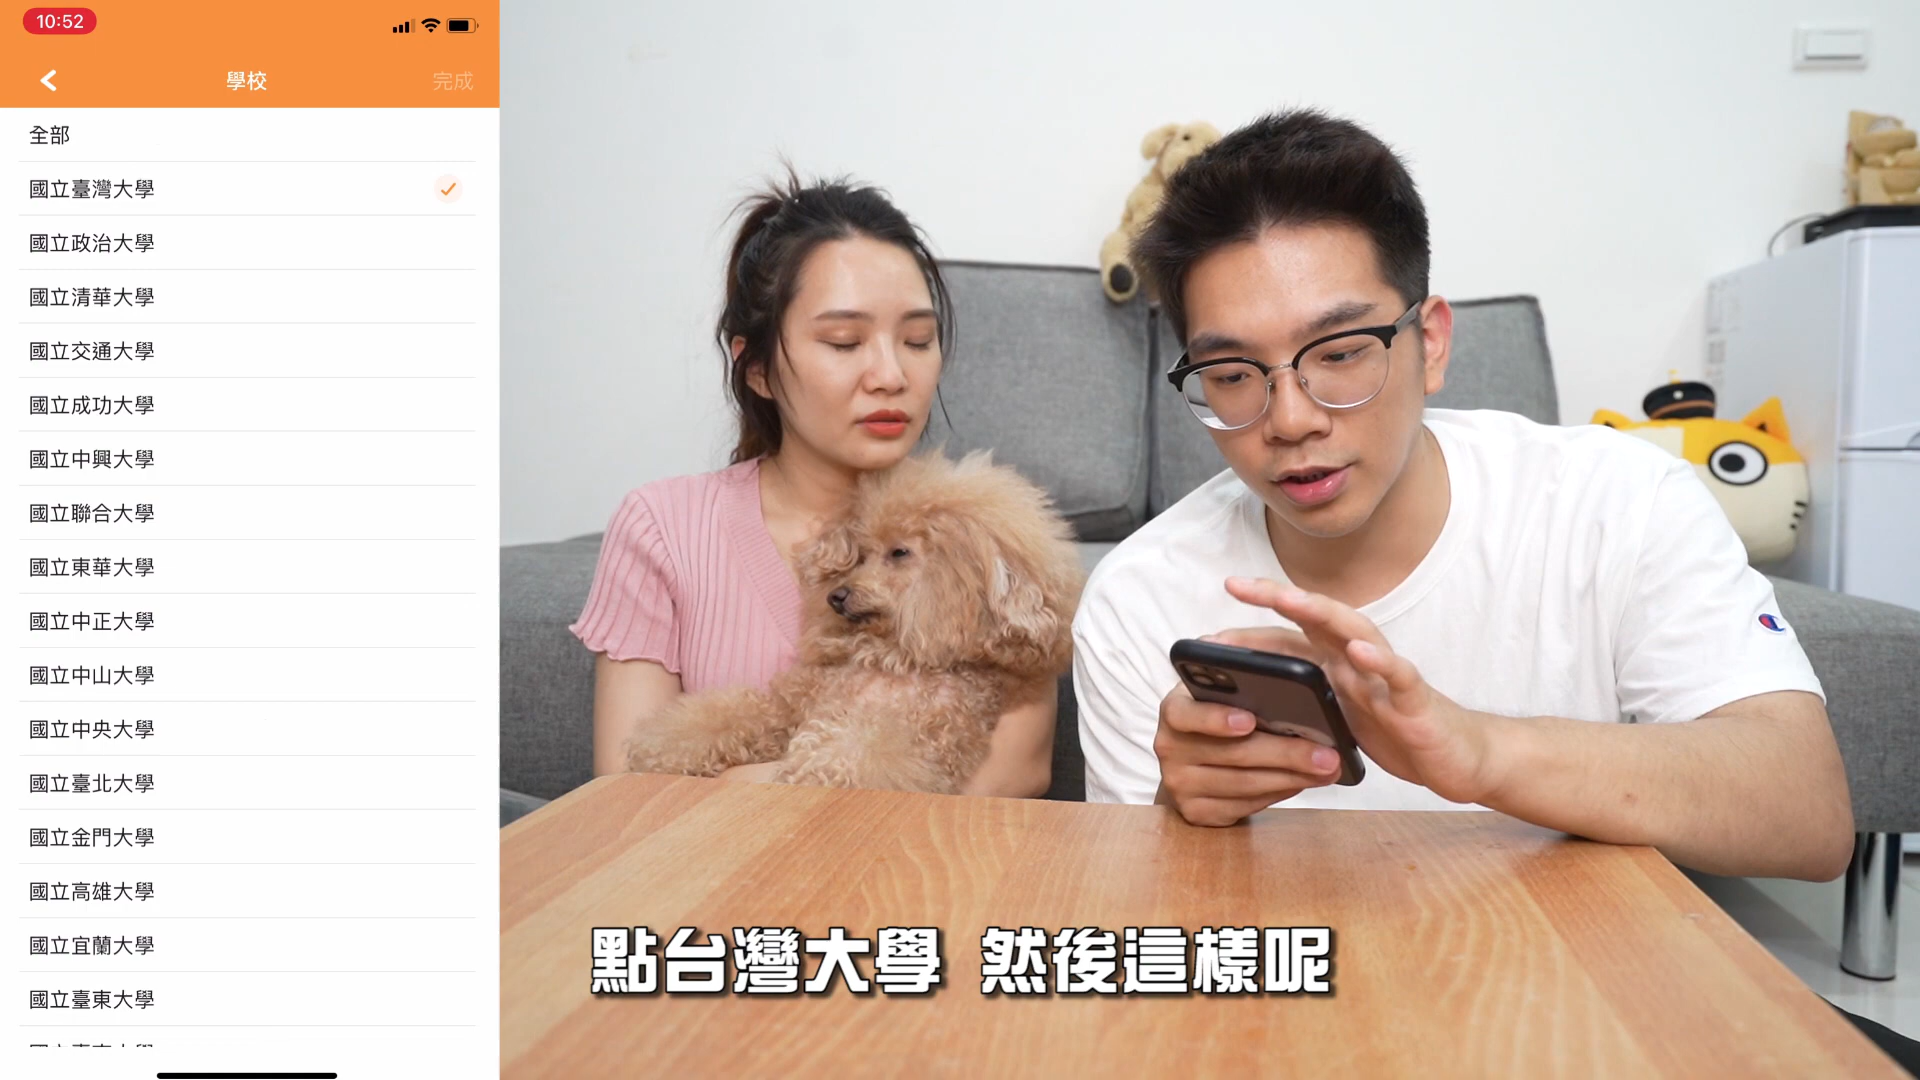 10:52
學校
完成
全部
國立臺灣大學
國立政治大學
國立清華大學
國立交通大學
國立成功大學
國立中興大學
國立聯合大學
國立東華大學
國立中正大學
國立中山大學
國立中央大學
國立臺北大學
國立金門大學
國立高雄大學
國立宜蘭大學
國立臺東大學
點台灣大學 然後這樣呢